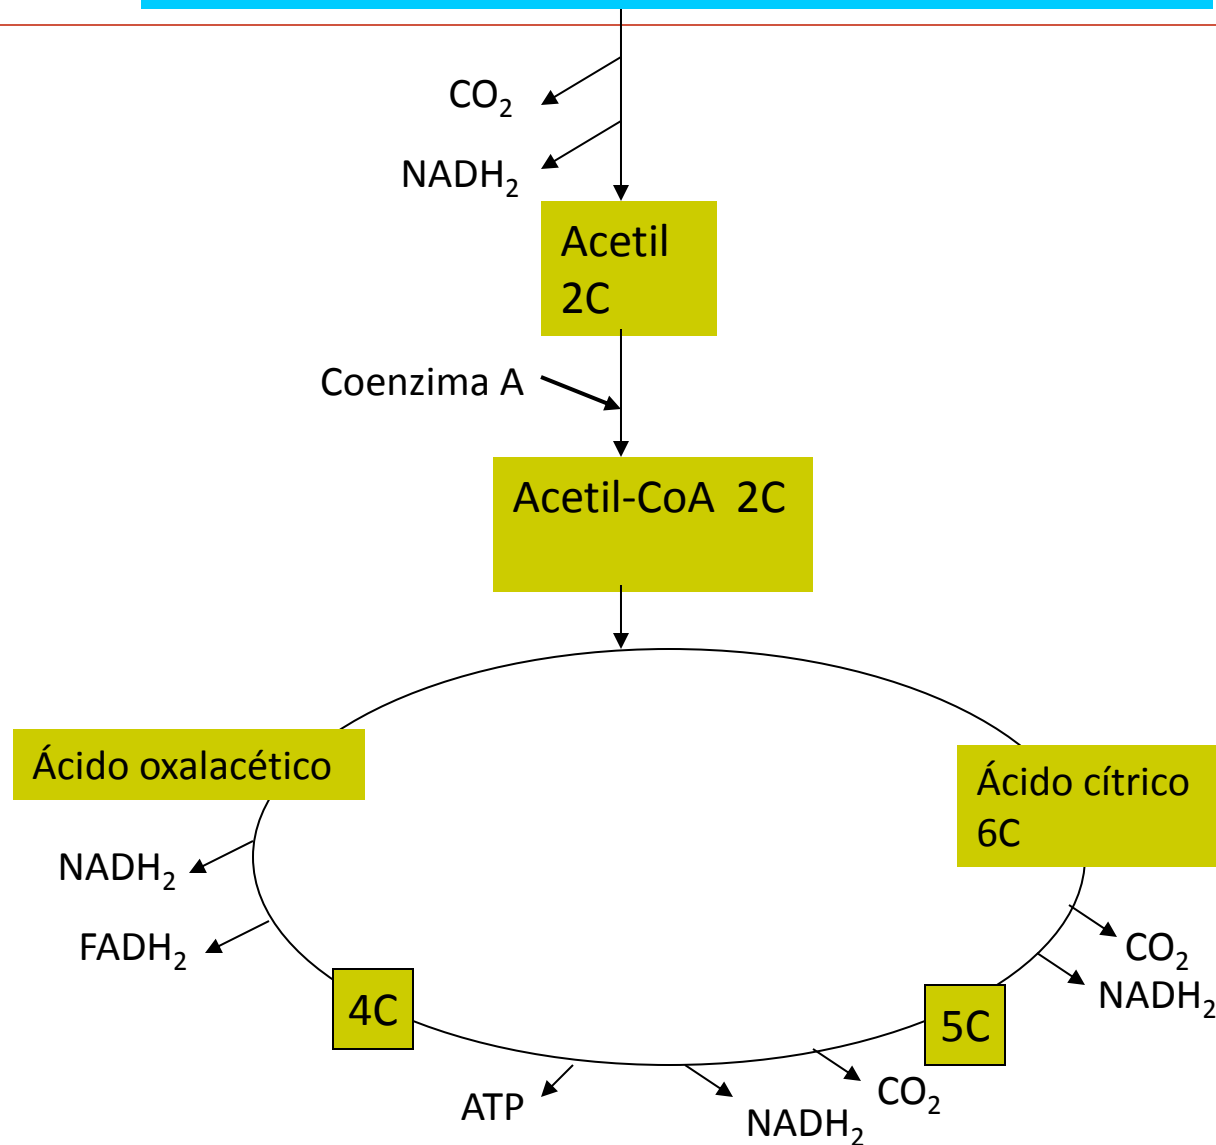 CO₂
NADH₂
Acetil
2C
Coenzima A
Acetil-CoA 2C
Ácido oxalacético
Ácido cítrico
6C
NADH₂
FADH₂
CO₂
NADH₂
4C
5C
ATP
NADH₂
CO₂